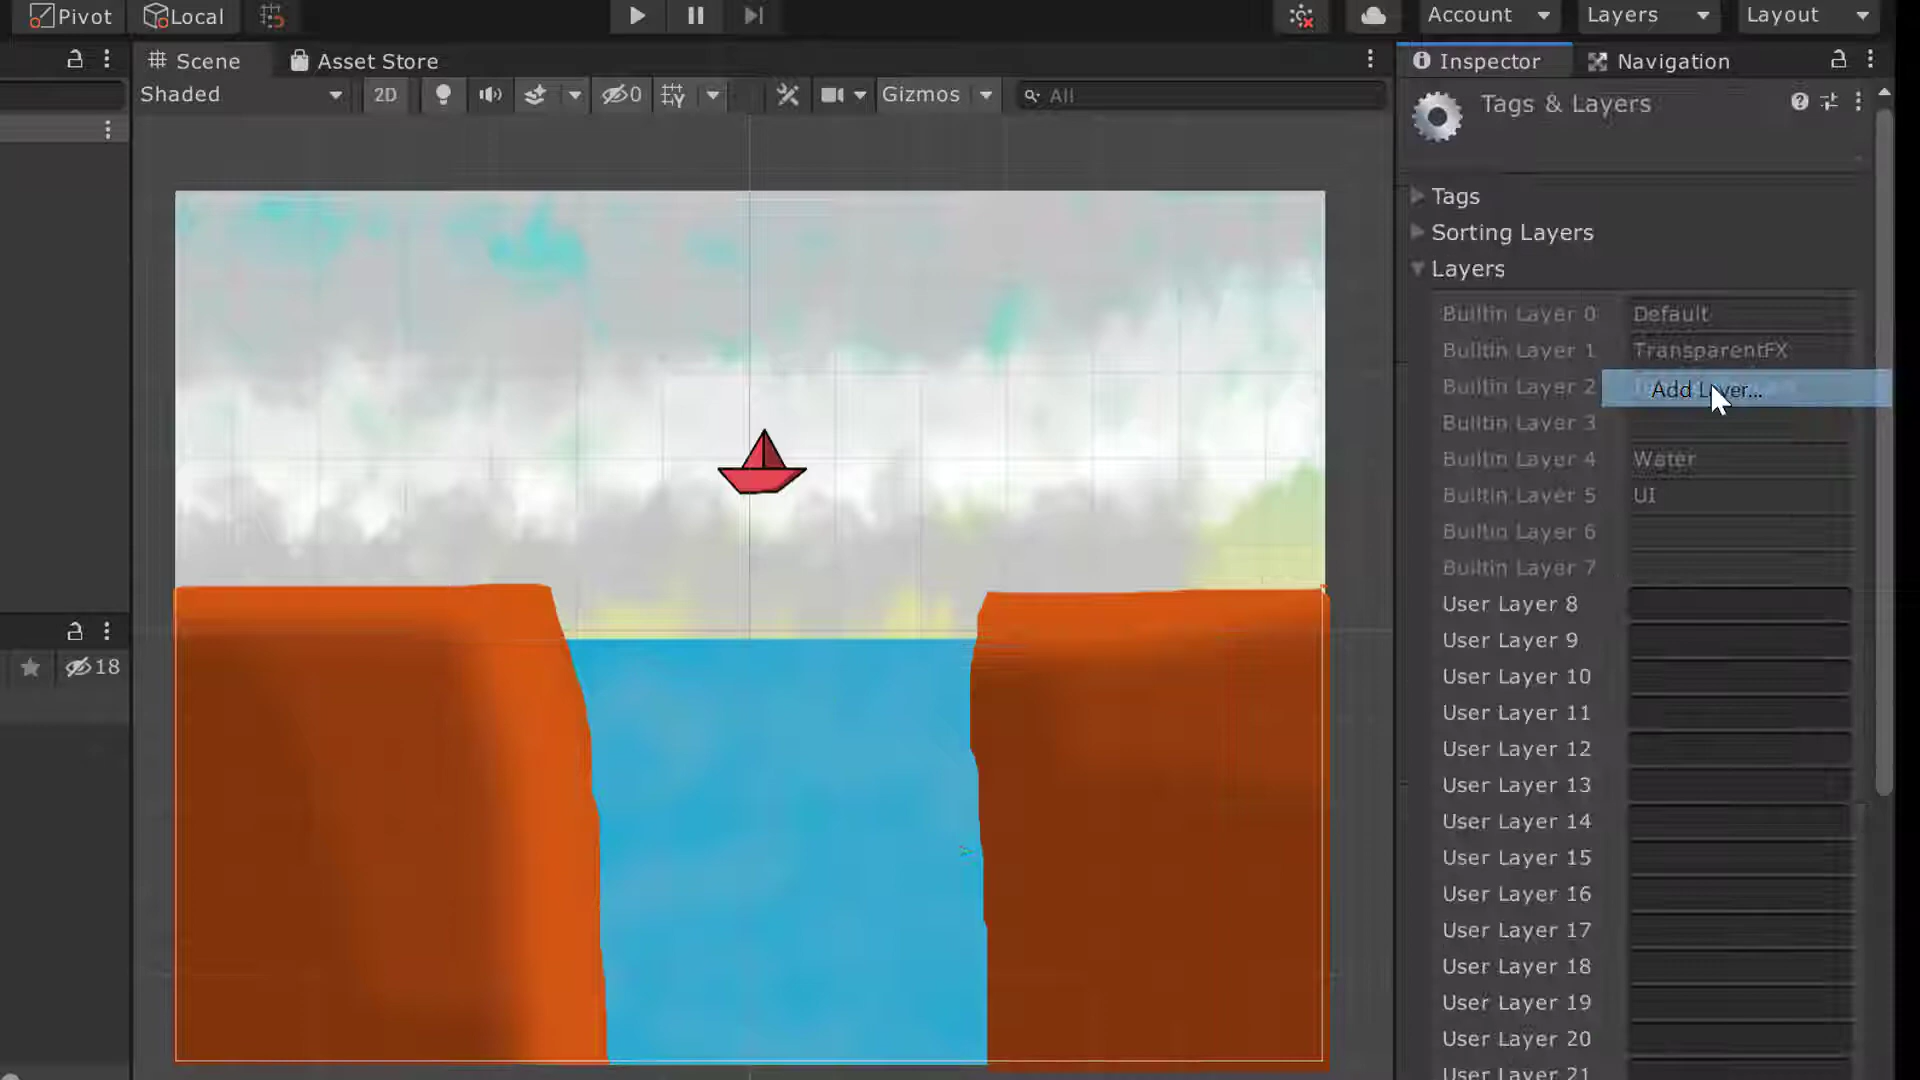 Pivot Local Account Layers Layout
Scene Asset Store Inspector Navigation
Shaded 2D 0 Gizmos All
Tags & Layers
Tags
Sorting Layers
Layers
Builtin Layer 0 Default
Builtin Layer 1 TransparentFX
Builtin Layer 2
Add Layer...
Builtin Layer 3
Builtin Layer 4 Water
Builtin Layer 5 UI
Builtin Layer 6
Builtin Layer 7
User Layer 8
User Layer 9
18
User Layer 10
User Layer 11
User Layer 12
User Layer 13
User Layer 14
User Layer 15
User Layer 16
User Layer 17
User Layer 18
User Layer 19
User Layer 20
User Layer 21